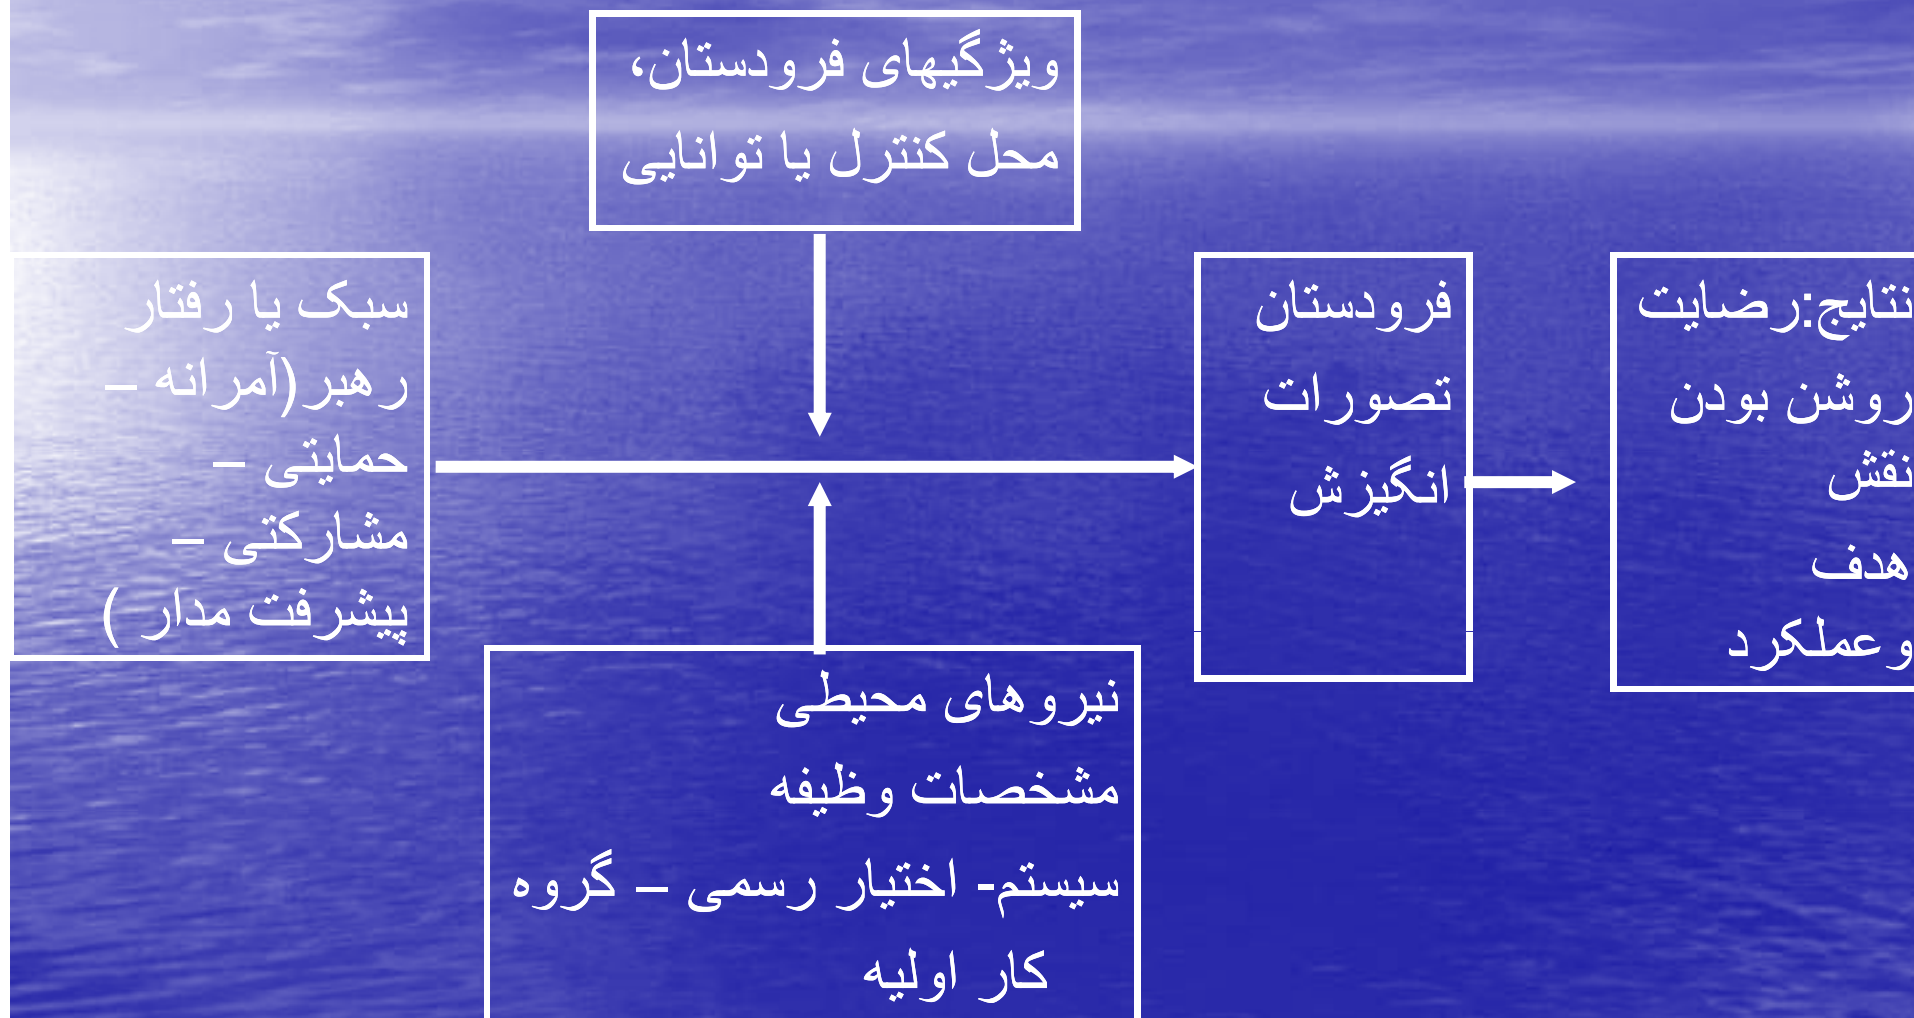 ویژگیهای فرودستان،
محل کنترل یا توانایی
سبک یا رفتار
رهبر(آمرانه –
حمایتی –
مشارکتی –
پیشرفت مدار )
فرودستان
تصورات
انگیزش
نتایج:رضایت
روشن بودن
نقش
هدف
وعملکرد
نیروهای محیطی
مشخصات وظیفه
سیستم- اختیار رسمی – گروه
کار اولیه